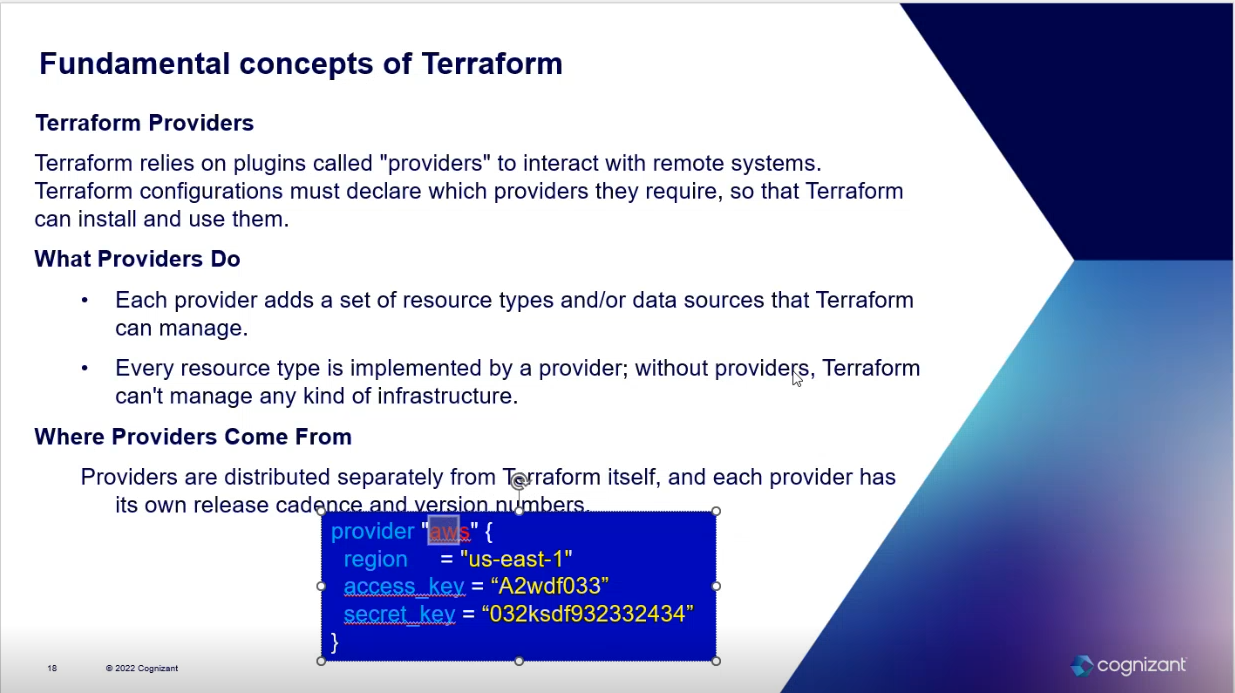 Fundamental concepts of Terraform
Terraform Providers
Terraform relies on plugins called "providers" to interact with remote systems.
Terraform configurations must declare which providers they require, so that Terraform
can install and use them.
What Providers Do
• Each provider adds a set of resource types and/or data sources that Terraform
can manage.
• Every resource type is implemented by a provider; without providers, Terraform
can't manage any kind of infrastructure.
Where Providers Come From
Providers are distributed separately from Terraform itself, and each provider has
its own release cadence and version numbers.
provider "aws" {
region = "us-east-1"
access_key = “A2wdf033”
secret_key = “032ksdf932332434”
}
18 © 2022 Cognizant
cognizant